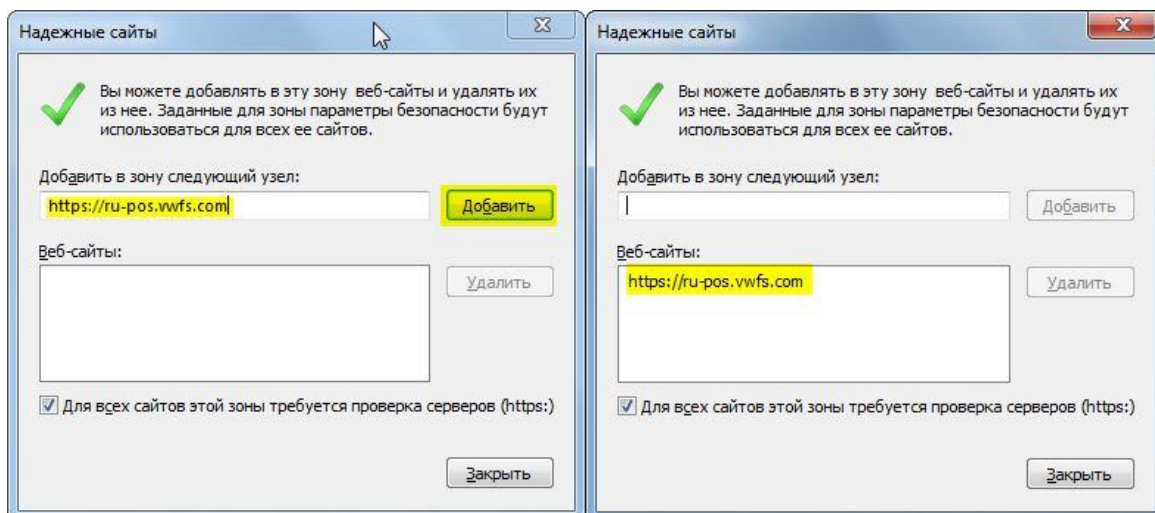 Надежные сайты
Вы можете добавлять в эту зону веб-сайты и удалять их
из нее. Заданные для зоны параметры безопасности будут
использоваться для всех ее сайтов.
Добавить в зону следующий узел:
https://ru-pos.vwfs.com
Добавить
Веб-сайты:
Удалить
Для всех сайтов этой зоны требуется проверка серверов (https:)
Закрыть
Надежные сайты
Вы можете добавлять в эту зону веб-сайты и удалять их
из нее. Заданные для зоны параметры безопасности будут
использоваться для всех ее сайтов.
Добавить в зону следующий узел:
Добавить
Веб-сайты:
https://ru-pos.vwfs.com
Удалить
Для всех сайтов этой зоны требуется проверка серверов (https:)
Закрыть